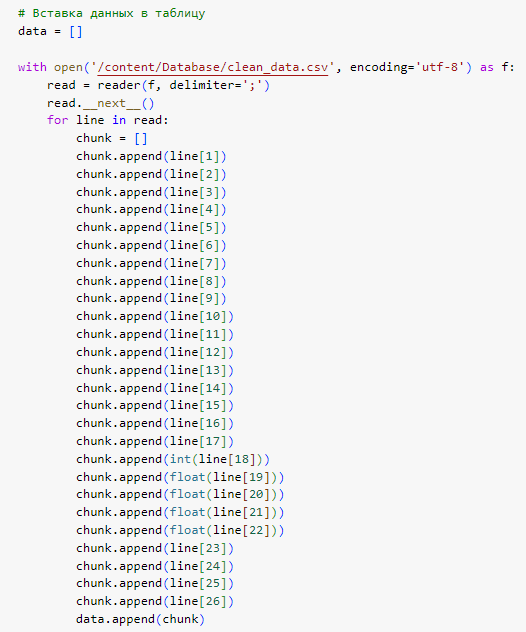 # Вставка данных в таблицу
data = []

with open('/content/Database/clean_data.csv', encoding='utf-8') as f:
    read = reader(f, delimiter=';')
    read.__next__()
    for line in read:
        chunk = []
        chunk.append(line[1])
        chunk.append(line[2])
        chunk.append(line[3])
        chunk.append(line[4])
        chunk.append(line[5])
        chunk.append(line[6])
        chunk.append(line[7])
        chunk.append(line[8])
        chunk.append(line[9])
        chunk.append(line[10])
        chunk.append(line[11])
        chunk.append(line[12])
        chunk.append(line[13])
        chunk.append(line[14])
        chunk.append(line[15])
        chunk.append(line[16])
        chunk.append(line[17])
        chunk.append(int(line[18]))
        chunk.append(float(line[19]))
        chunk.append(float(line[20]))
        chunk.append(float(line[21]))
        chunk.append(float(line[22]))
        chunk.append(line[23])
        chunk.append(line[24])
        chunk.append(line[25])
        chunk.append(line[26])
        data.append(chunk)